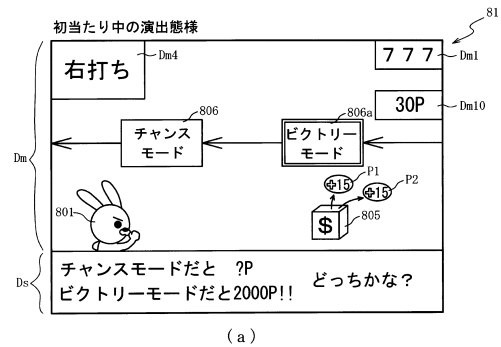 初当たり中の演出態様
81
右打ち
Dm4
777
Dm1
30P
Dm10
806
806a
チャンス
モード
ビクトリー
モード
Dm
P1
P2
+15
+15
801
$
805
Ds
チャンスモードだと ?P
ビクトリーモードだと2000P!!
どっちかな?
(a)